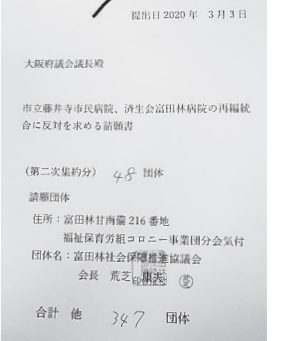 提出日2020年 3月3日
大阪府議会議長殿
市立藤井寺市民病院、済生会富田林病院の再編統
合に反対を求める請願書
(第二次集約分) 48 団体
請願団体
住所：富田林甘南備216番地
福祉保育労組コロニー事業団分会気付
団体名：富田林社会保障推進協議会
会長 荒芝 康夫
合計 他 347 団体